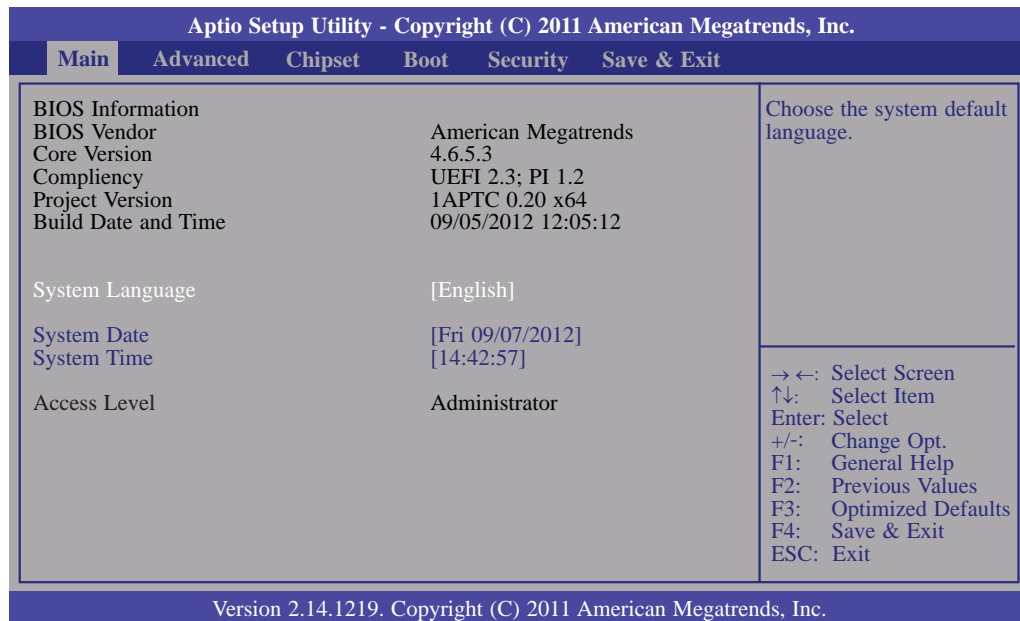 Aptio Setup Utility - Copyright (C) 2011 American Megatrends, Inc.
Main Advanced Chipset Boot Security Save & Exit
BIOS Information
BIOS Vendor American Megatrends
Core Version 4.6.5.3
Compliency UEFI 2.3; PI 1.2
Project Version 1APTC 0.20 x64
Build Date and Time 09/05/2012 12:05:12
System Language [English]
System Date [Fri 09/07/2012]
System Time [14:42:57]
Access Level Administrator
Choose the system default
language.
→ ←: Select Screen
↑↓: Select Item
Enter: Select
+/-: Change Opt.
F1: General Help
F2: Previous Values
F3: Optimized Defaults
F4: Save & Exit
ESC: Exit
Version 2.14.1219. Copyright (C) 2011 American Megatrends, Inc.